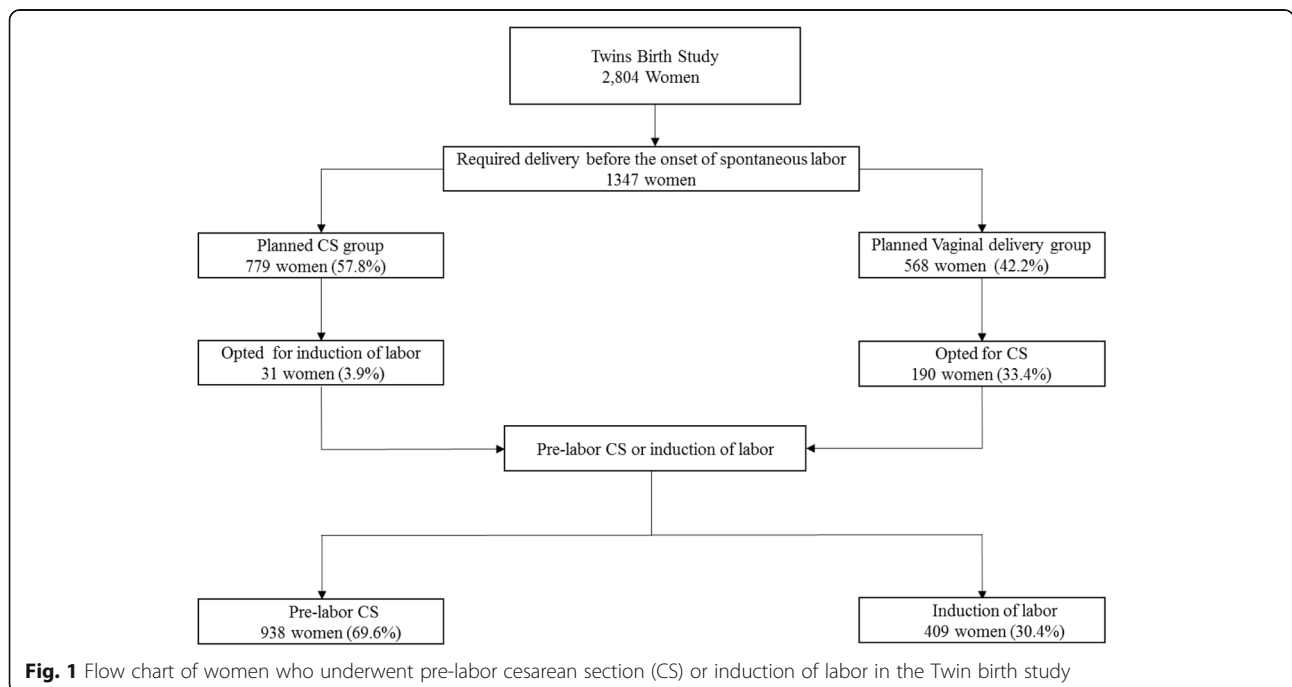 Twins Birth Study
2,804 Women
Required delivery before the onset of spontaneous labor
1347 women
Planned CS group
779 women (57.8%)
Planned Vaginal delivery group
568 women (42.2%)
Opted for induction of labor
31 women (3.9%)
Opted for CS
190 women (33.4%)
Pre-labor CS or induction of labor
Pre-labor CS
938 women (69.6%)
Induction of labor
409 women (30.4%)
Fig. 1 Flow chart of women who underwent pre-labor cesarean section (CS) or induction of labor in the Twin birth study